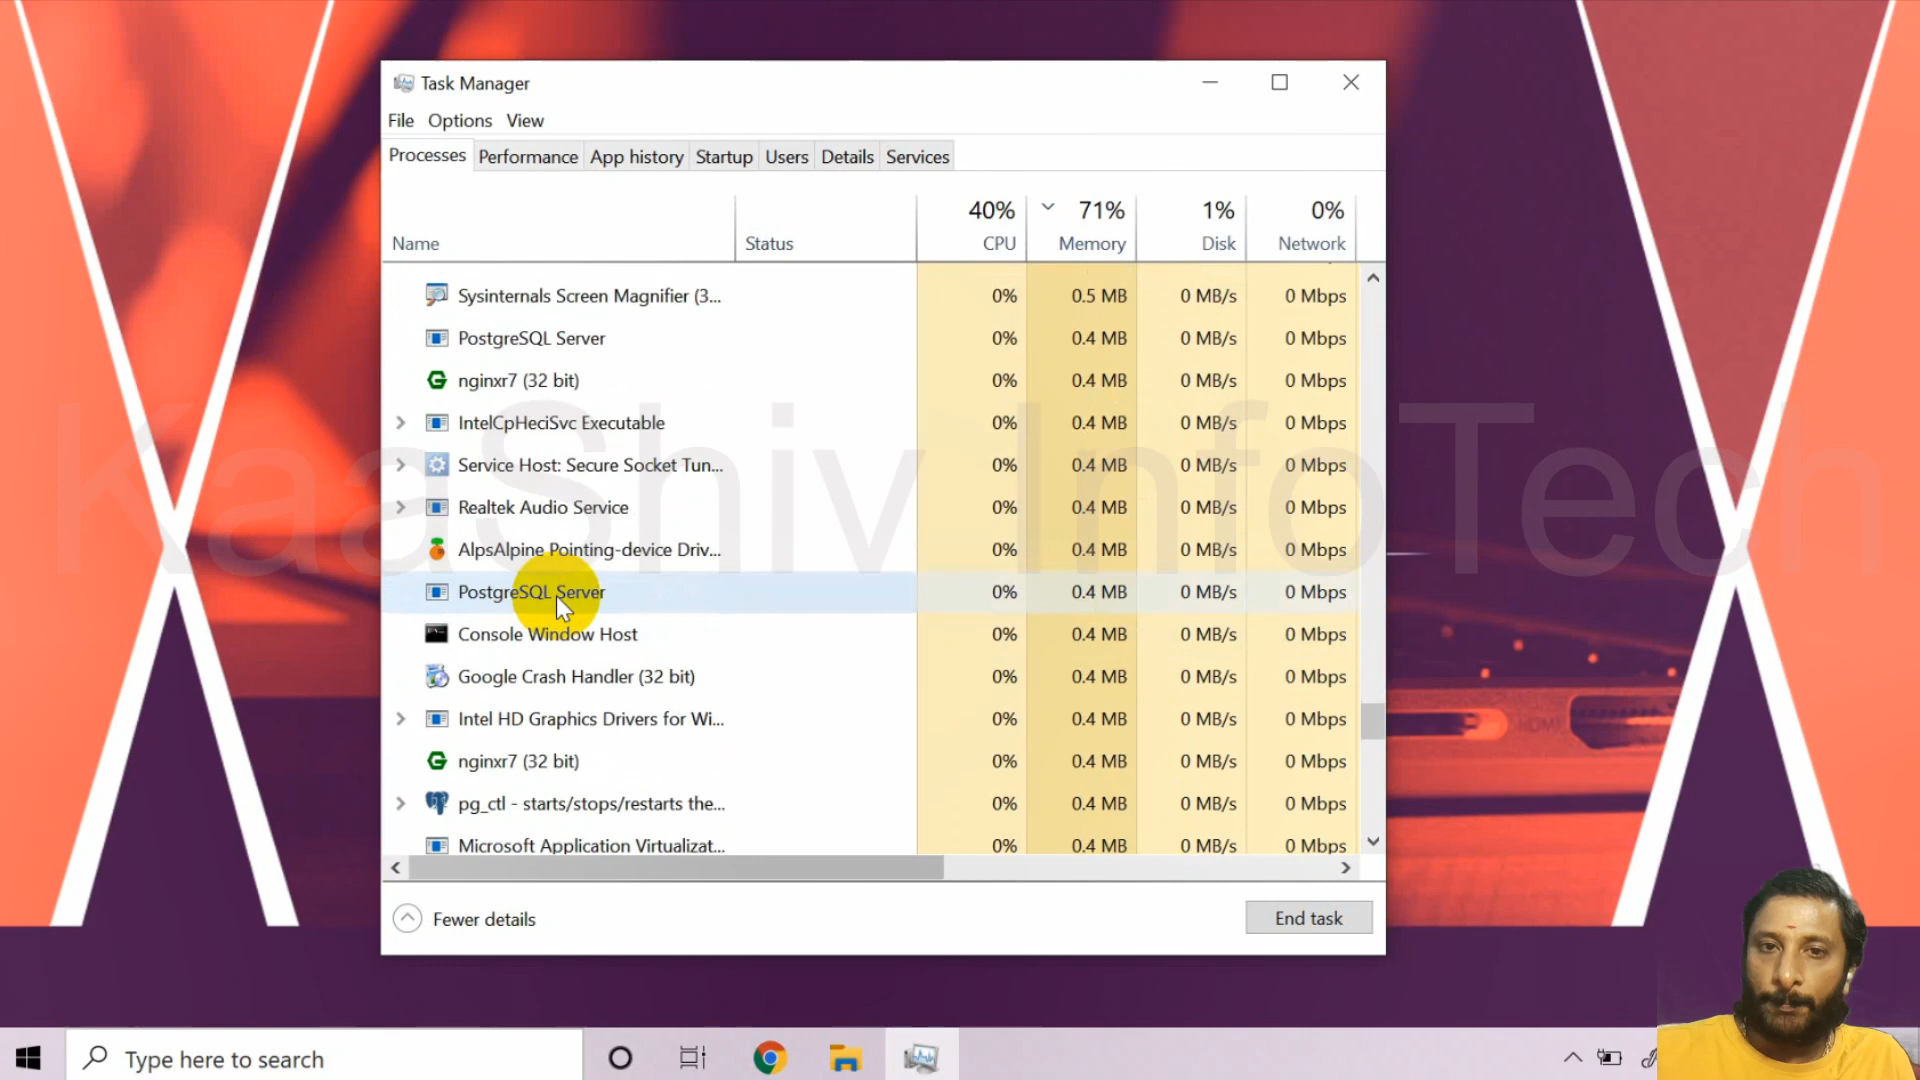 Task Manager
File Options View
Processes Performance App history Startup Users Details Services
40% 71% 1% 0%
Name Status CPU Memory Disk Network
Sysinternals Screen Magnifier (3... 0% 0.5 MB 0 MB/s 0 Mbps
PostgreSQL Server 0% 0.4 MB 0 MB/s 0 Mbps
nginxr7 (32 bit) 0% 0.4 MB 0 MB/s 0 Mbps
IntelCpHeciSvc Executable 0% 0.4 MB 0 MB/s 0 Mbps
Service Host: Secure Socket Tun... 0% 0.4 MB 0 MB/s 0 Mbps
KaaShiv InfoTech
Realtek Audio Service 0% 0.4 MB 0 MB/s 0 Mbps
AlpsAlpine Pointing-device Driv... 0% 0.4 MB 0 MB/s 0 Mbps
PostgreSQL Server 0% 0.4 MB 0 MB/s 0 Mbps
Console Window Host 0% 0.4 MB 0 MB/s 0 Mbps
Google Crash Handler (32 bit) 0% 0.4 MB 0 MB/s 0 Mbps
Intel HD Graphics Drivers for Wi... 0% 0.4 MB 0 MB/s 0 Mbps
HDMI
nginxr7 (32 bit) 0% 0.4 MB 0 MB/s 0 Mbps
pg_ctl - starts/stops/restarts the... 0% 0.4 MB 0 MB/s 0 Mbps
Microsoft Application Virtualizat... 0% 0.4 MB 0 MB/s 0 Mbps
Fewer details End task
Type here to search